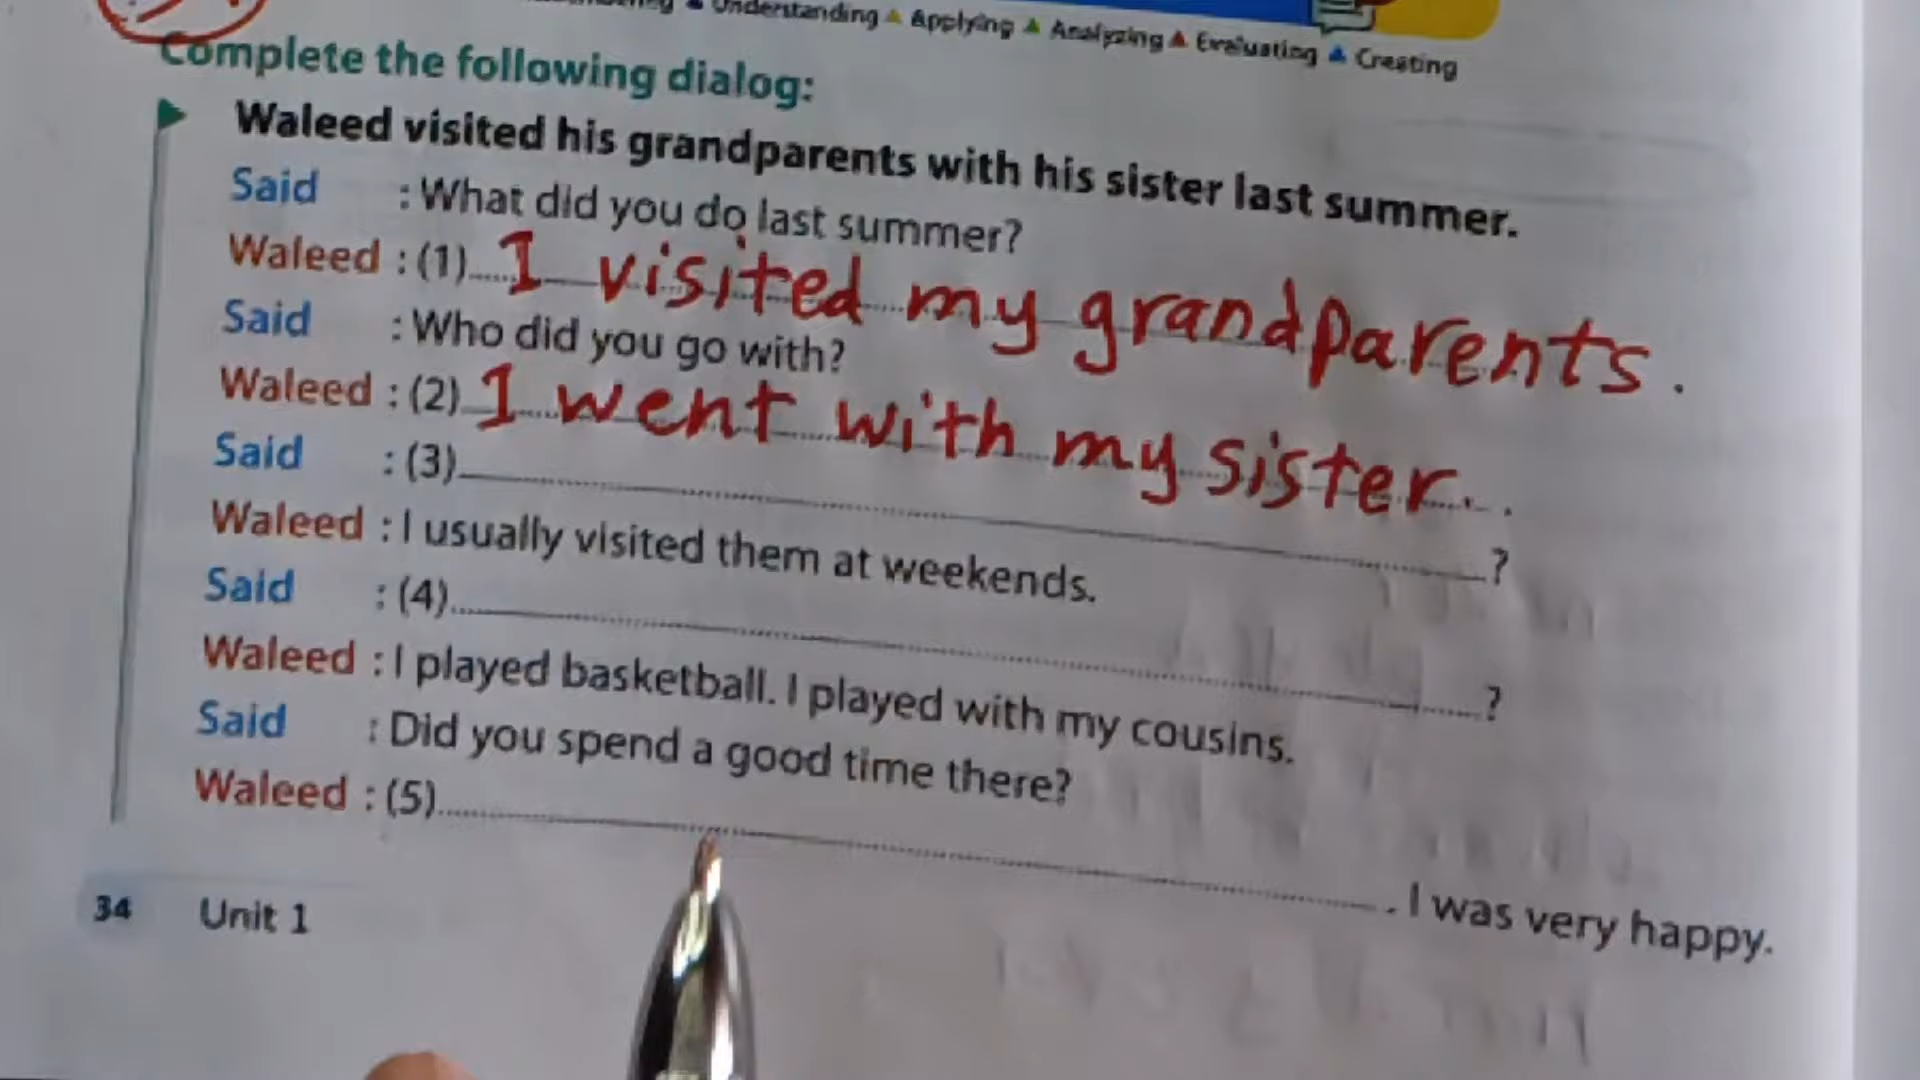 Understanding ▲ Applying ▲ Analyzing ▲ Evaluating ▲ Creating
Complete the following dialog:
Waleed visited his grandparents with his sister last summer.
Said : What did you do last summer?
Waleed : (1) I visited my grandparents.
Said : Who did you go with?
Waleed : (2) I went with my sister.
Said : (3) ?
Waleed : I usually visited them at weekends.
Said : (4) ?
Waleed : I played basketball. I played with my cousins.
Said : Did you spend a good time there?
Waleed : (5) . I was very happy.
34 Unit 1